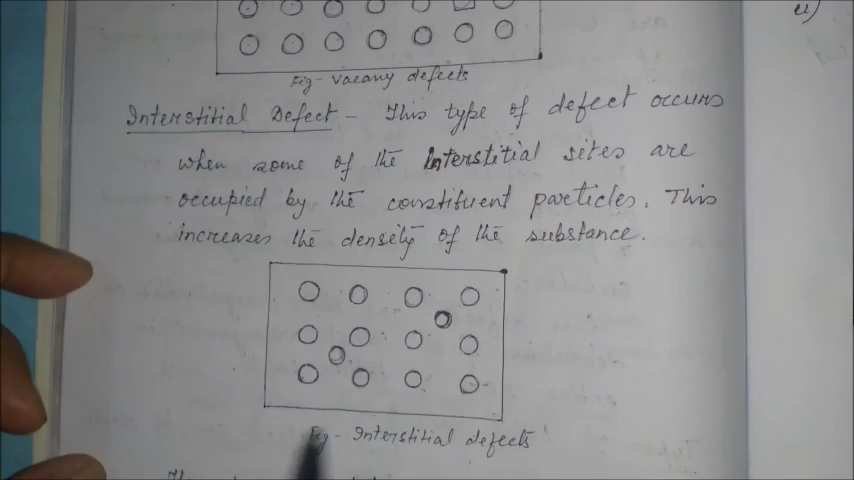 Fig- Vacany defects
Interstitial Defect - This type of defect occurs
when some of the interstitial sites are
occupied by the constituent particles. This
increases the density of the substance.
Fig- Interstitial defects